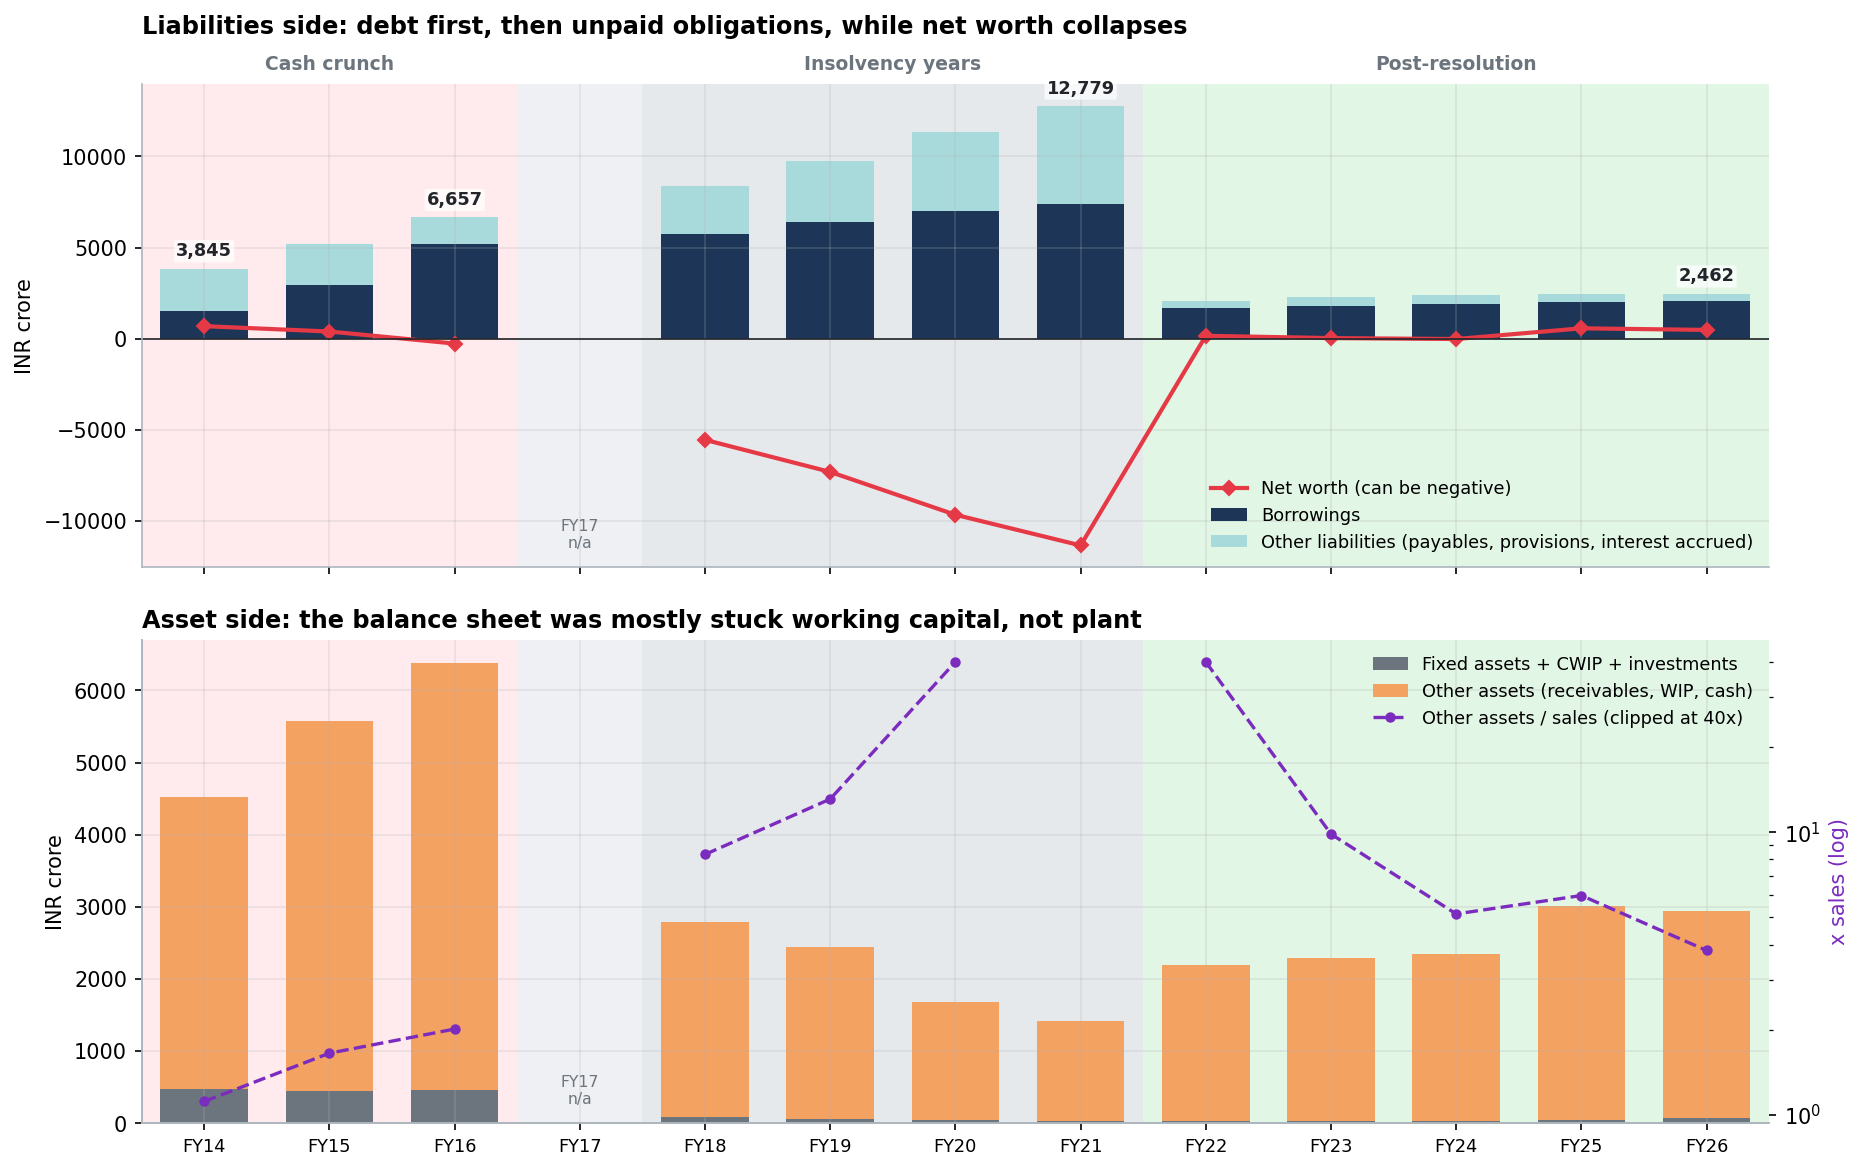 Liabilities side: debt first, then unpaid obligations, while net worth collapses
Cash crunch
Insolvency years
Post-resolution
12,779
6,657
3,845
2,462
10000
5000
0
−5000
−10000
INR crore
FY17
n/a
Net worth (can be negative)
Borrowings
Other liabilities (payables, provisions, interest accrued)
Asset side: the balance sheet was mostly stuck working capital, not plant
Fixed assets + CWIP + investments
Other assets (receivables, WIP, cash)
Other assets / sales (clipped at 40x)
6000
5000
4000
3000
2000
1000
0
INR crore
10¹
10⁰
x sales (log)
FY17
n/a
FY14
FY15
FY16
FY17
FY18
FY19
FY20
FY21
FY22
FY23
FY24
FY25
FY26